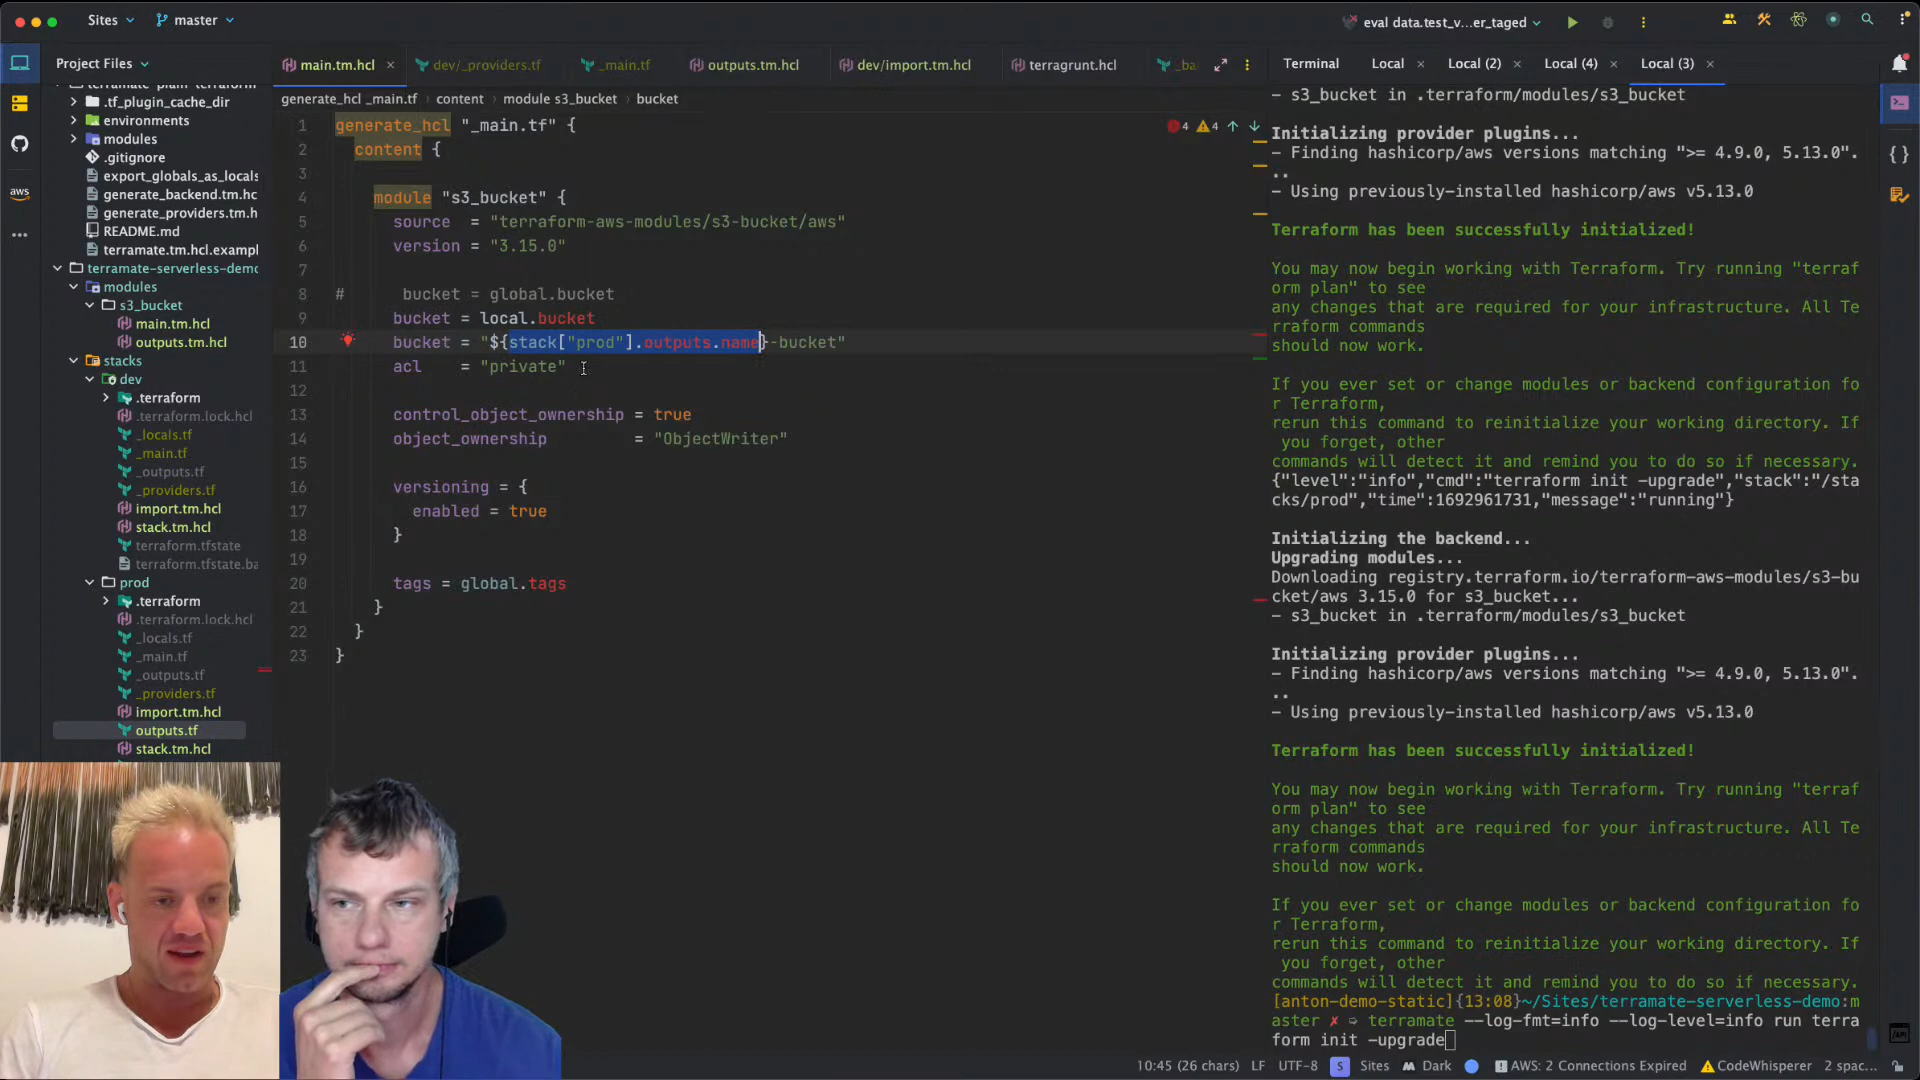 Sites
master
eval data.test_v...er_taged
Project Files
main.tm.hcl
dev/_providers.tf
_main.tf
outputs.tm.hcl
dev/import.tm.hcl
terragrunt.hcl
_ba
Terminal
Local
Local (2)
Local (4)
Local (3)
terramate-plain-terraform
.tf_plugin_cache_dir
environments
modules
.gitignore
export_globals_as_locals
generate_backend.tm.hc
generate_providers.tm.h
README.md
terramate.tm.hcl.exampl
terramate-serverless-demo
modules
s3_bucket
main.tm.hcl
outputs.tm.hcl
stacks
dev
.terraform
.terraform.lock.hcl
_locals.tf
_main.tf
_outputs.tf
_providers.tf
import.tm.hcl
stack.tm.hcl
terraform.tfstate
terraform.tfstate.ba
prod
.terraform
.terraform.lock.hcl
_locals.tf
_main.tf
_outputs.tf
_providers.tf
import.tm.hcl
outputs.tf
stack.tm.hcl
aws
generate_hcl _main.tf
content
module s3_bucket
bucket
4
4
1 generate_hcl "_main.tf" {
2 content {
3
4 module "s3_bucket" {
5 source = "terraform-aws-modules/s3-bucket/aws"
6 version = "3.15.0"
7
8 # bucket = global.bucket
9 bucket = local.bucket
10 bucket = "${stack["prod"].outputs.name}-bucket"
11 acl = "private"
12
13 control_object_ownership = true
14 object_ownership = "ObjectWriter"
15
16 versioning = {
17 enabled = true
18 }
19
20 tags = global.tags
21 }
22 }
23 }
- s3_bucket in .terraform/modules/s3_bucket
Initializing provider plugins...
- Finding hashicorp/aws versions matching ">= 4.9.0, 5.13.0".
..
- Using previously-installed hashicorp/aws v5.13.0
Terraform has been successfully initialized!
You may now begin working with Terraform. Try running "terraf
orm plan" to see
any changes that are required for your infrastructure. All Te
rraform commands
should now work.
If you ever set or change modules or backend configuration fo
r Terraform,
rerun this command to reinitialize your working directory. If
you forget, other
commands will detect it and remind you to do so if necessary.
{"level":"info","cmd":"terraform init -upgrade","stack":"/sta
cks/prod","time":1692961731,"message":"running"}
Initializing the backend...
Upgrading modules...
Downloading registry.terraform.io/terraform-aws-modules/s3-bu
cket/aws 3.15.0 for s3_bucket...
- s3_bucket in .terraform/modules/s3_bucket
Initializing provider plugins...
- Finding hashicorp/aws versions matching ">= 4.9.0, 5.13.0".
..
- Using previously-installed hashicorp/aws v5.13.0
Terraform has been successfully initialized!
You may now begin working with Terraform. Try running "terraf
orm plan" to see
any changes that are required for your infrastructure. All Te
rraform commands
should now work.
If you ever set or change modules or backend configuration fo
r Terraform,
rerun this command to reinitialize your working directory. If
you forget, other
commands will detect it and remind you to do so if necessary.
[anton-demo-static]{13:08}~/Sites/terramate-serverless-demo:m
aster ✗ ➩ terramate --log-fmt=info --log-level=info run terra
form init -upgrade
10:45 (26 chars)
LF
UTF-8
S
Sites
Dark
AWS: 2 Connections Expired
CodeWhisperer
2 spac...